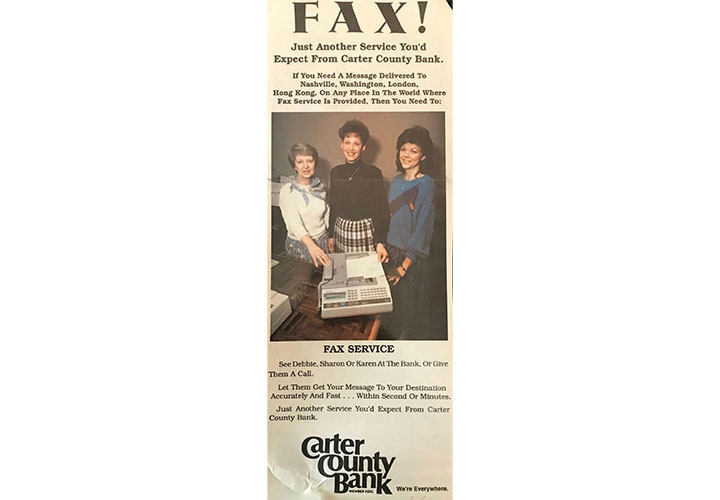 FAX!
Just Another Service You'd
Expect From Carter County Bank.
If You Need A Message Delivered To
Nashville, Washington, London,
Hong Kong, On Any Place In The World Where
Fax Service Is Provided, Then You Need To:
FAX SERVICE
See Debbie, Sharon Or Karen At The Bank, Or Give
Them A Call.
Let Them Get Your Message To Your Destination
Accurately And Fast . . . Within Second Or Minutes.
Just Another Service You'd Expect From Carter
County Bank.
Carter
County
Bank
MEMBER FDIC
We're Everywhere.